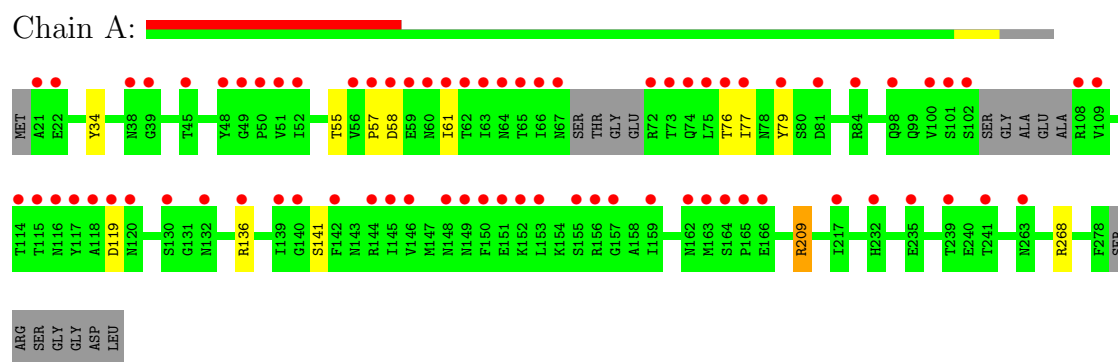 Chain A:
MET A21 E22 Y34 N38 G39 T45 Y48 G49 P50 V51 I52 T55 V56 P57 D58 E59 N60 I61 T62 I63 N64 T65 I66 N67 SER THR GLY GLU R72 T73 Q74 L75 T76 I77 N78 Y79 S80 D81 R84 Q98 Q99 V100 S101 S102 SER GLY ALA GLU ALA R108 V109
T114 T115 N116 Y117 A118 D119 N120 S130 G131 N132 R136 I139 G140 S141 F142 N143 R144 I145 V146 M147 N148 N149 F150 E151 K152 L153 K154 S155 R156 G157 A158 I159 N162 M163 S164 P165 E166 R209 I217 H232 E235 T239 E240 T241 N263 R268 F278 SER
ARG SER GLY GLY ASP LEU